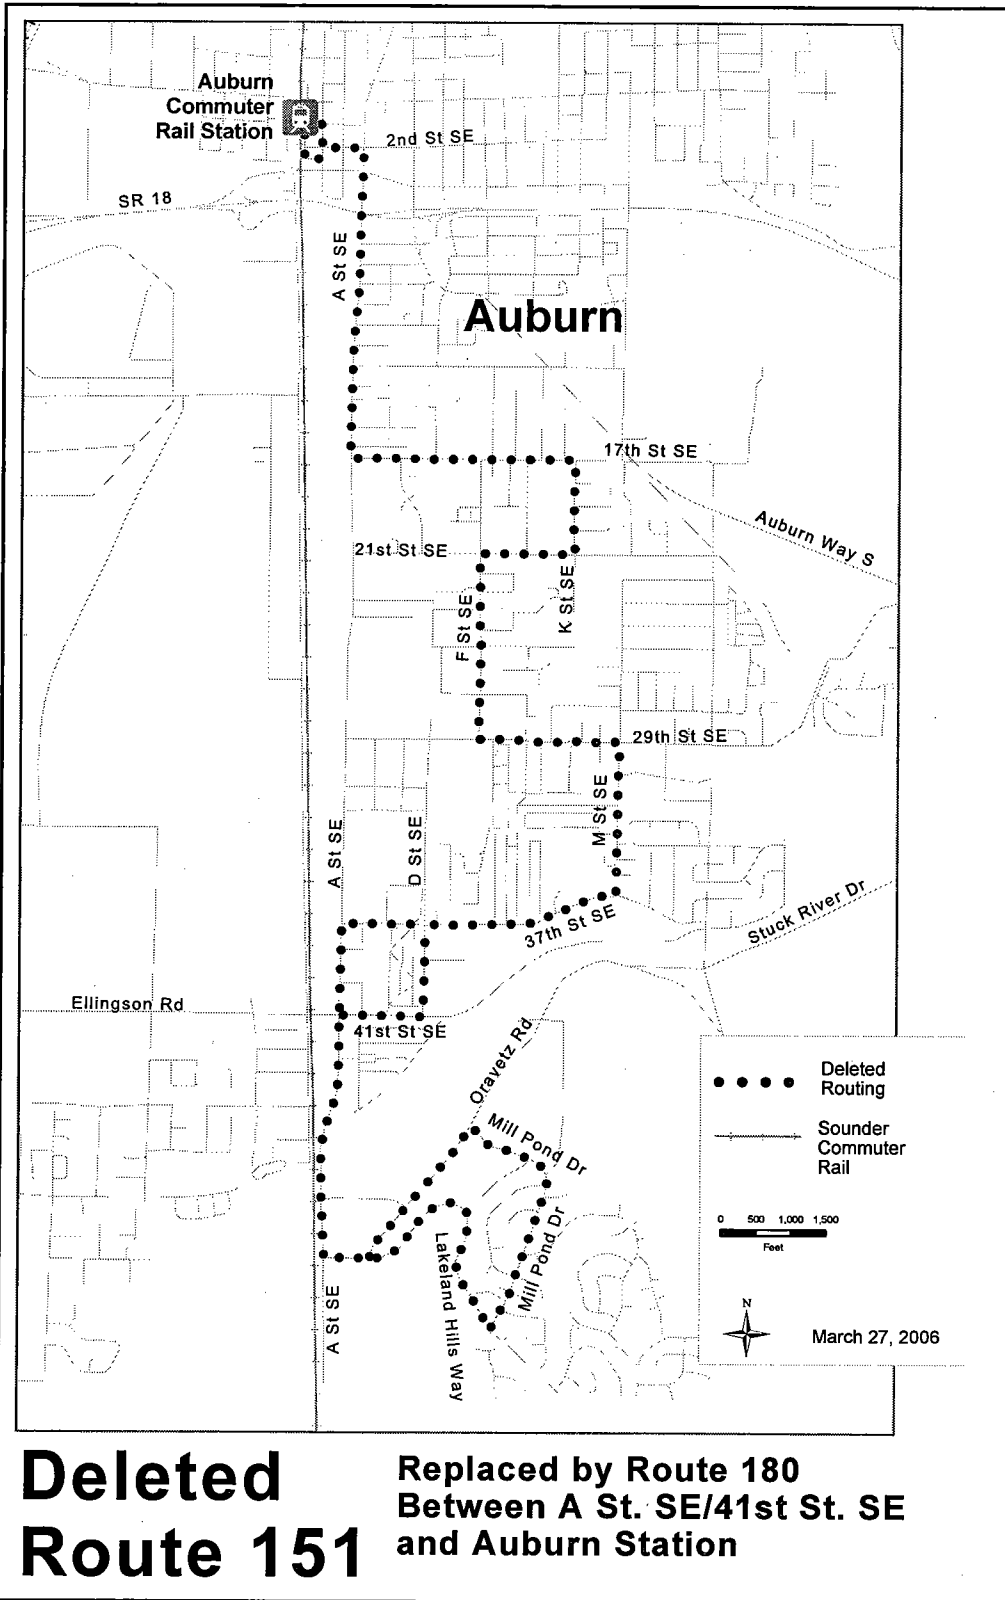 Auburn
Commuter
Rail Station
2nd St SE
SR 18
A St SE
Auburn
17th St SE
Auburn Way S
21st St SE
K St SE
F St SE
29th St SE
M St SE
A St SE
D St SE
Stuck River Dr
37th St SE
Ellingson Rd
41st St SE
Oravetz Rd
Mill Pond Dr
Mill Pond Dr
Lakeland Hills Way
A St SE
Deleted
Routing
Sounder
Commuter
Rail
0 500 1,000 1,500
Feet
N
March 27, 2006
Deleted
Route 151
Replaced by Route 180
Between A St. SE/41st St. SE
and Auburn Station